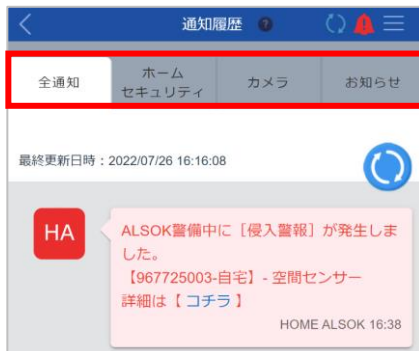 通知履歴 ?
全通知
ホーム
セキュリティ
カメラ
お知らせ
最終更新日時：2022/07/26 16:16:08
HA
ALSOK警備中に［侵入警報］が発生しま
した。
【967725003-自宅】- 空間センサー
詳細は【 コチラ 】
HOME ALSOK 16:38